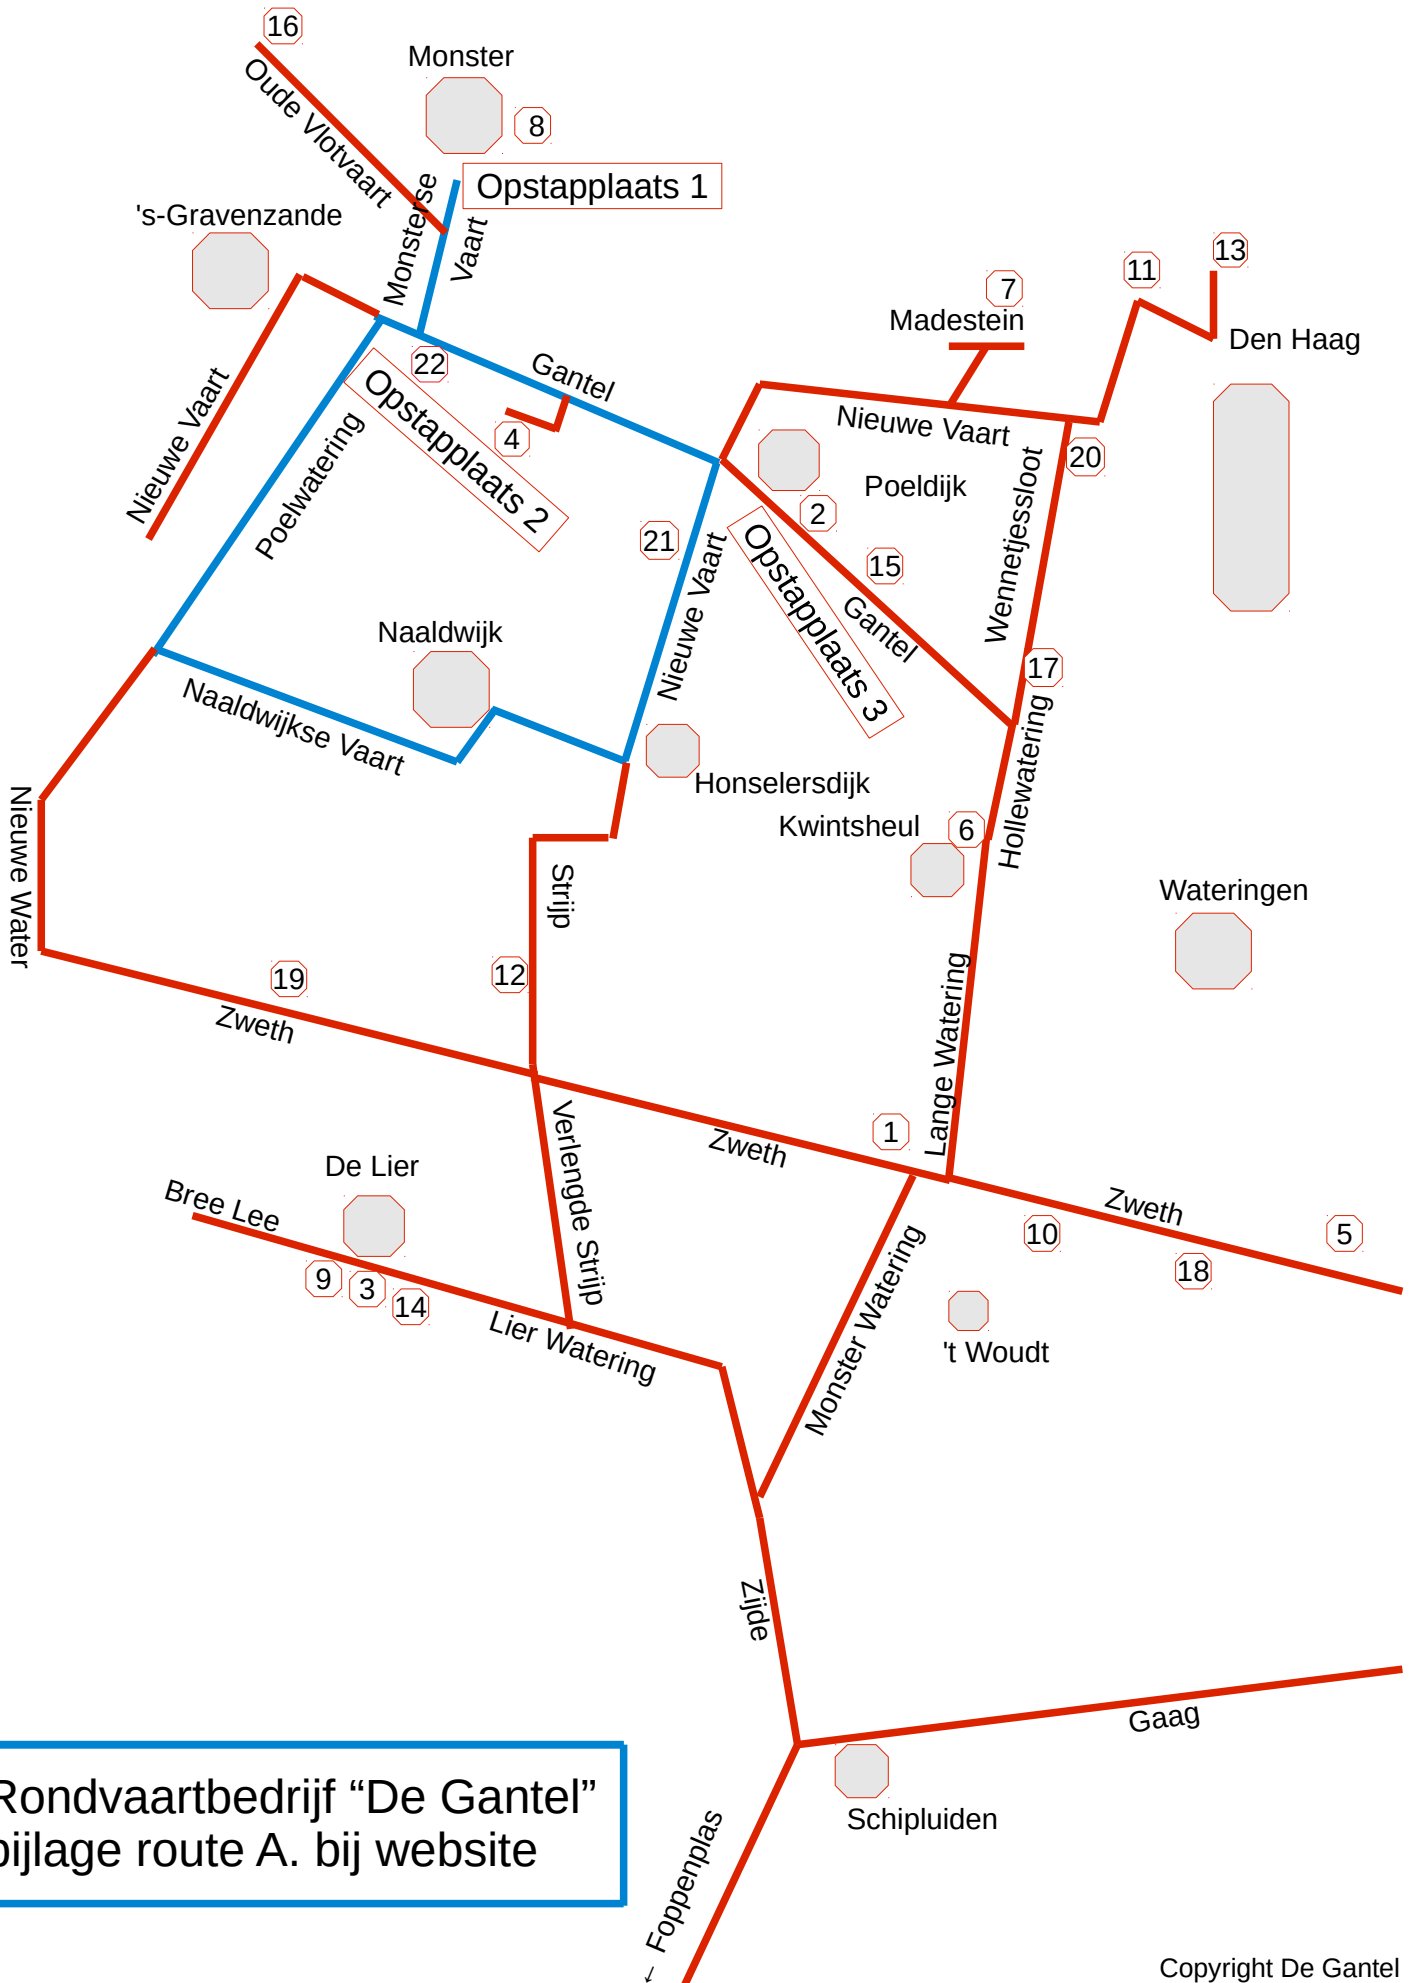 16
Monster
Oude Vlotvaart
8
Opstapplaats 1
Monsterse
Vaart
's-Gravenzande
13
11
7
Madestein
Den Haag
22
Gantel
Opstapplaats 2
4
Nieuwe Vaart
Poelwatering
Nieuwe Vaart
20
Poeldijk
2
Wennetjessloot
21
15
Opstapplaats 3
Nieuwe Vaart
Gantel
Naaldwijk
17
Naaldwijkse Vaart
Hollewatering
Honselersdijk
Kwintsheul
6
Nieuwe Water
Strijp
Wateringen
19
12
Zweth
Lange Watering
1
Zweth
Verlengde Strijp
De Lier
Bree Lee
Zweth
10
5
18
9
3
14
Lier Watering
Monster Watering
't Woudt
Zijde
Gaag
Rondvaartbedrijf “De Gantel”
bijlage route A. bij website
Schipluiden
← Foppenplas
Copyright De Gantel